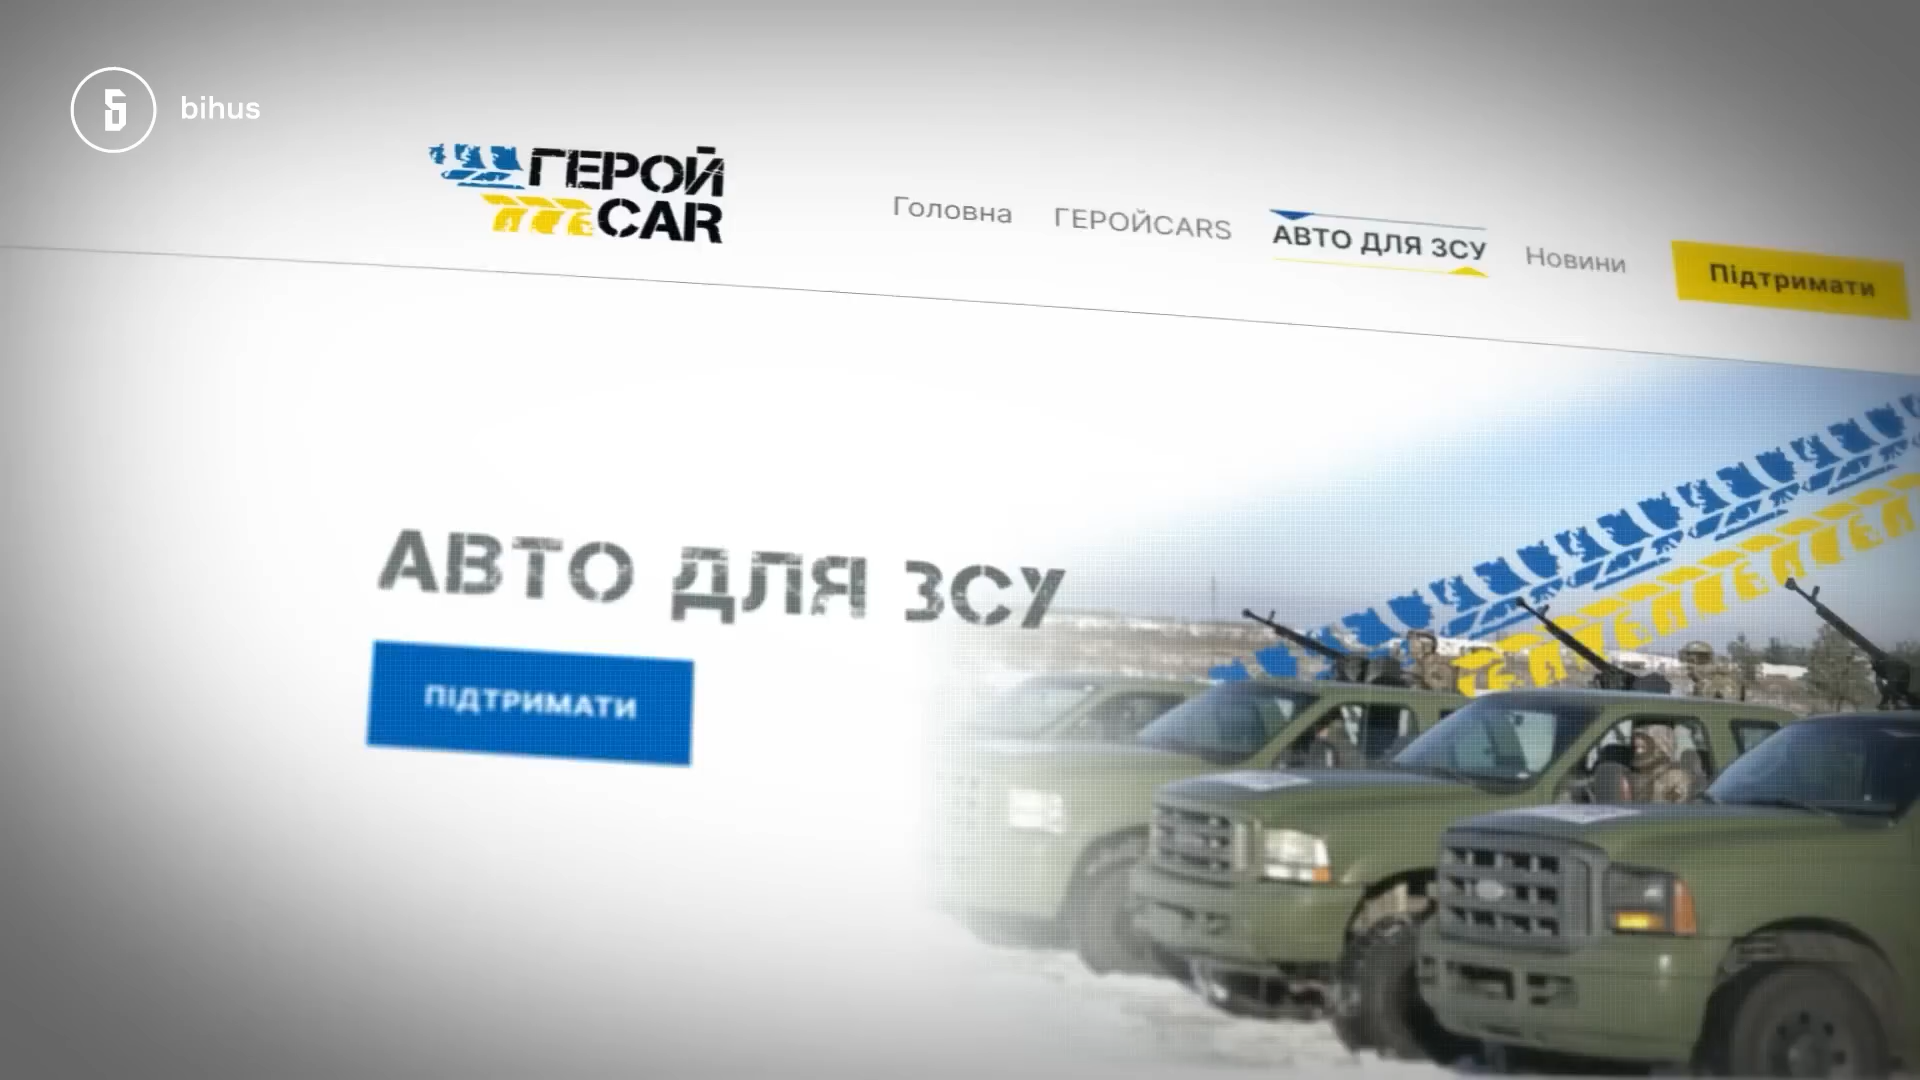 bihus
ГЕРОЙ
CAR
Головна
ГЕРОЙCARS
АВТО ДЛЯ ЗСУ
Новини
Підтримати
АВТО ДЛЯ ЗСУ
ПІДТРИМАТИ